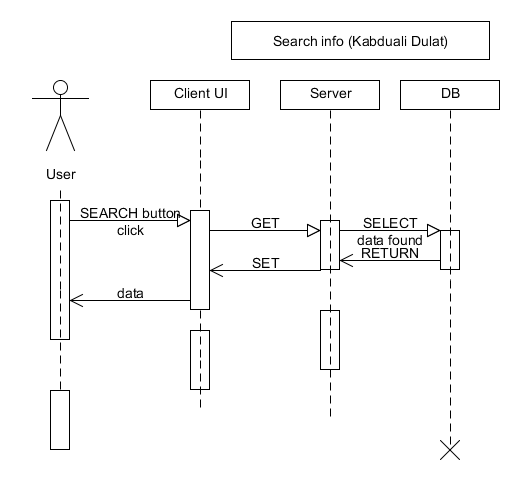 Search info (Kabduali Dulat)
Client UI
Server
DB
User
SEARCH button
click
GET
SELECT
data found
RETURN
SET
data